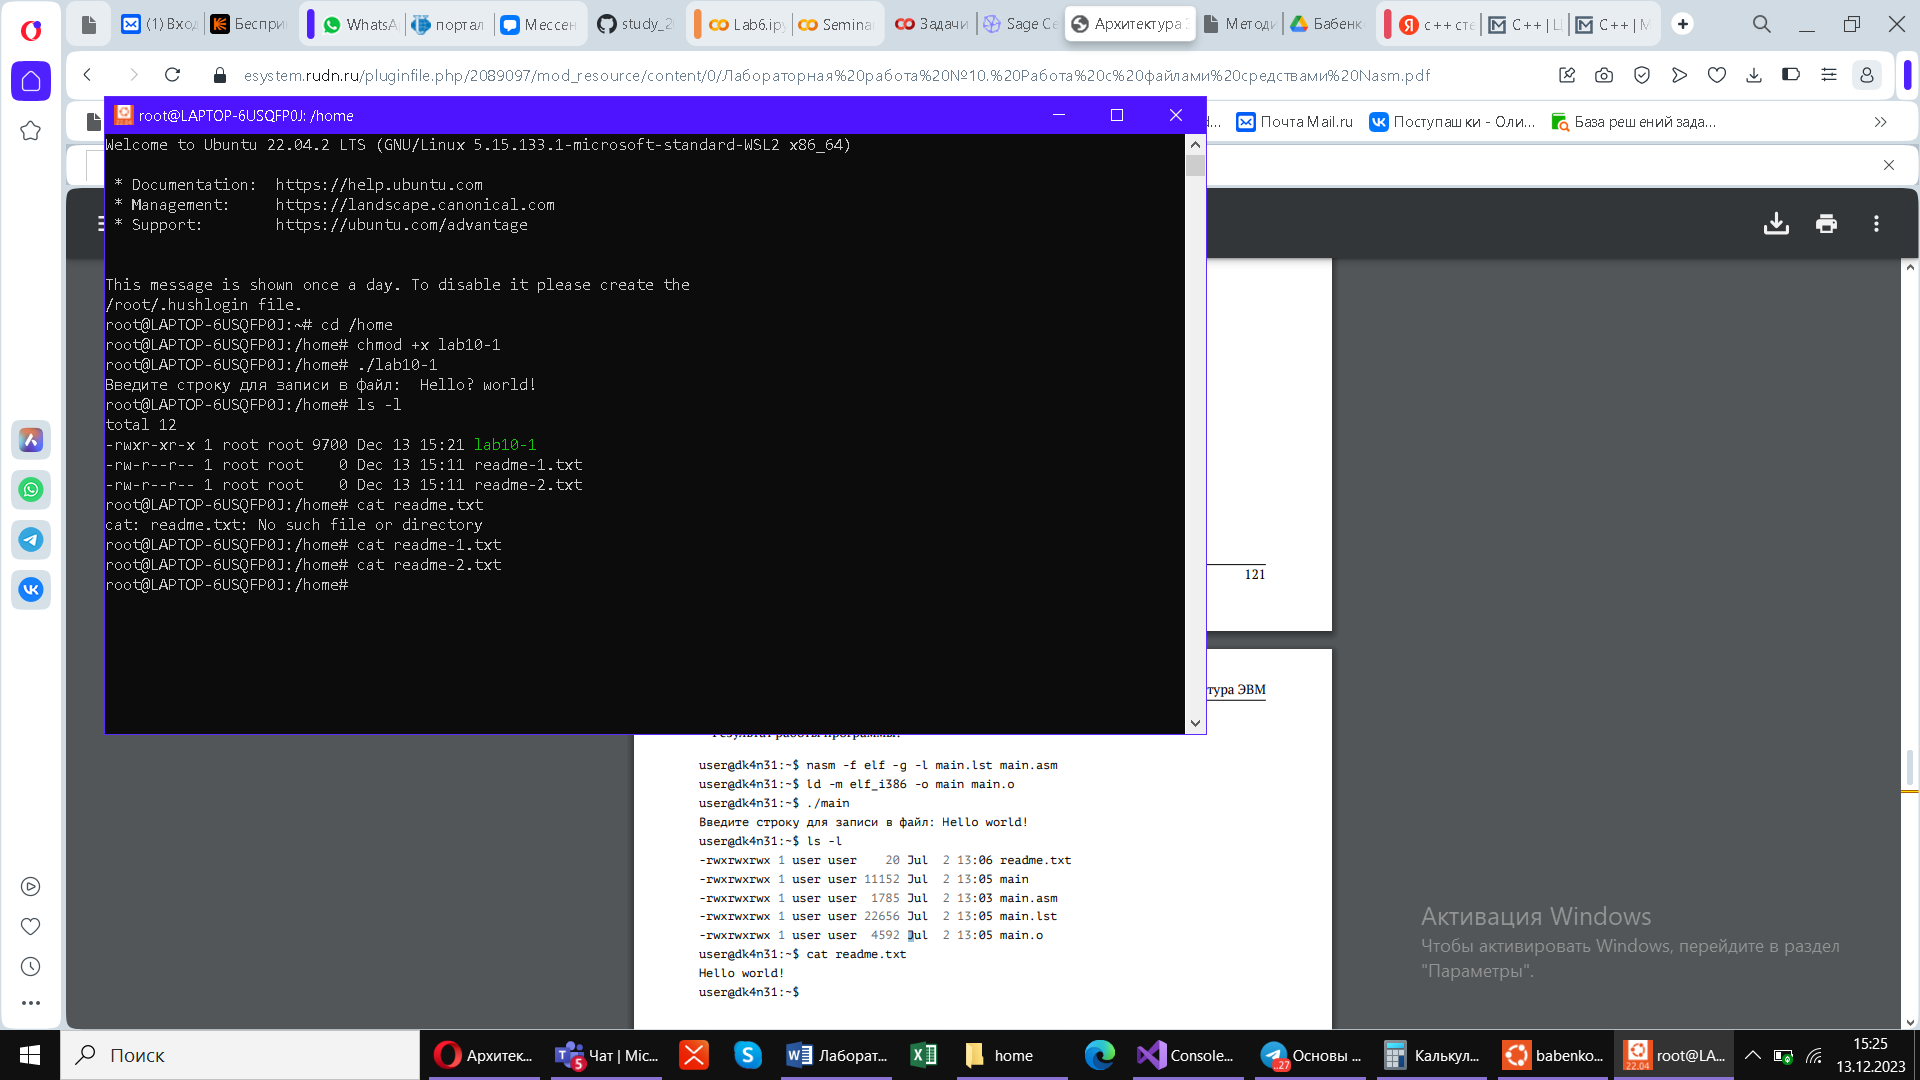 (1) Вход
Беспри
WhatsA
портал
Мессен
study_2
Lab6.ipy
Semina
Задачи
Sage Ce
Архитектура Э
Методи
Бабенк
с++ сте
C++ | Ц
C++ | М
esystem.rudn.ru/pluginfile.php/2089097/mod_resource/content/0/Лабораторная%20работа%20№10.%20Работа%20с%20файлами%20средствами%20Nasm.pdf
root@LAPTOP-6USQFP0J: /home
Почта Mail.ru
Поступашки - Оли...
База решений зада...
Welcome to Ubuntu 22.04.2 LTS (GNU/Linux 5.15.133.1-microsoft-standard-WSL2 x86_64)
* Documentation:  https://help.ubuntu.com
* Management:     https://landscape.canonical.com
* Support:        https://ubuntu.com/advantage
This message is shown once a day. To disable it please create the
/root/.hushlogin file.
root@LAPTOP-6USQFP0J:~# cd /home
root@LAPTOP-6USQFP0J:/home# chmod +x lab10-1
root@LAPTOP-6USQFP0J:/home# ./lab10-1
Введите строку для записи в файл:  Hello? world!
root@LAPTOP-6USQFP0J:/home# ls -l
total 12
-rwxr-xr-x 1 root root 9700 Dec 13 15:21 lab10-1
-rw-r--r-- 1 root root    0 Dec 13 15:11 readme-1.txt
-rw-r--r-- 1 root root    0 Dec 13 15:11 readme-2.txt
root@LAPTOP-6USQFP0J:/home# cat readme.txt
cat: readme.txt: No such file or directory
root@LAPTOP-6USQFP0J:/home# cat readme-1.txt
root@LAPTOP-6USQFP0J:/home# cat readme-2.txt
root@LAPTOP-6USQFP0J:/home#
121
тура ЭВМ
Результат работы программы:
user@dk4n31:~$ nasm -f elf -g -l main.lst main.asm
user@dk4n31:~$ ld -m elf_i386 -o main main.o
user@dk4n31:~$ ./main
Введите строку для записи в файл: Hello world!
user@dk4n31:~$ ls -l
-rwxrwxrwx 1 user user    20 Jul  2 13:06 readme.txt
-rwxrwxrwx 1 user user 11152 Jul  2 13:05 main
-rwxrwxrwx 1 user user  1785 Jul  2 13:03 main.asm
-rwxrwxrwx 1 user user 22656 Jul  2 13:05 main.lst
-rwxrwxrwx 1 user user  4592 Jul  2 13:05 main.o
user@dk4n31:~$ cat readme.txt
Hello world!
user@dk4n31:~$
Активация Windows
Чтобы активировать Windows, перейдите в раздел
"Параметры".
Поиск
Архитек...
Чат | Mic...
Лаборат...
home
Console...
Основы ...
Калькул...
babenko...
root@LA...
15:25
13.12.2023